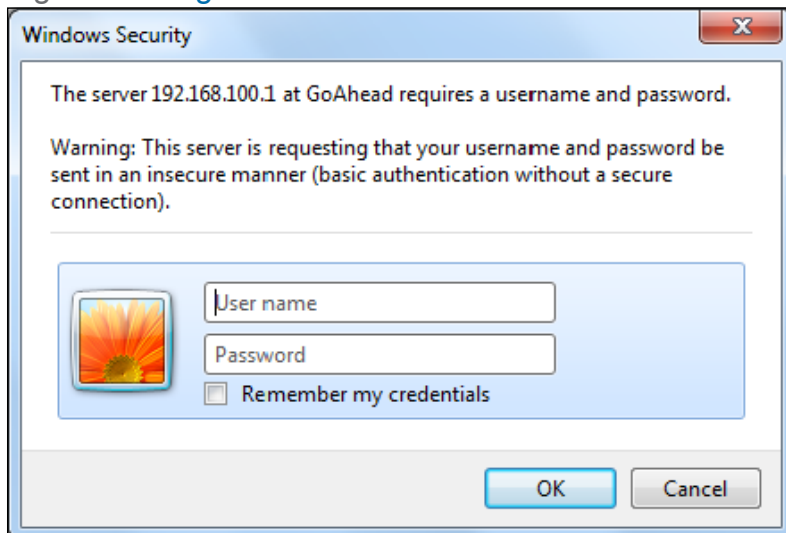 Windows Security
The server 192.168.100.1 at GoAhead requires a username and password.
Warning: This server is requesting that your username and password be
sent in an insecure manner (basic authentication without a secure
connection).
User name
Password
Remember my credentials
OK Cancel